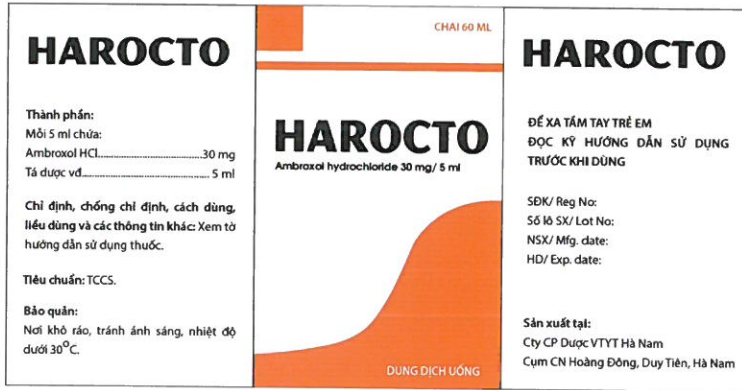 HAROCTO
Thành phần:
Mỗi 5 ml chứa:
Ambroxol HCl..............................30 mg
Tá dược vđ................................... 5 ml
Chỉ định, chống chỉ định, cách dùng,
liều dùng và các thông tin khác: Xem tờ
hướng dẫn sử dụng thuốc.
Tiêu chuẩn: TCCS.
Bảo quản:
Nơi khô ráo, tránh ánh sáng, nhiệt độ
dưới 30°C.
CHAI 60 ML
HAROCTO
Ambroxol hydrochloride 30 mg/ 5 ml
DUNG DỊCH UỐNG
HAROCTO
ĐỂ XA TẦM TAY TRẺ EM
ĐỌC KỸ HƯỚNG DẪN SỬ DỤNG
TRƯỚC KHI DÙNG
SĐK/ Reg No:
Số lô SX/ Lot No:
NSX/ Mfg. date:
HD/ Exp. date:
Sản xuất tại:
Cty CP Dược VTYT Hà Nam
Cụm CN Hoàng Đông, Duy Tiên, Hà Nam